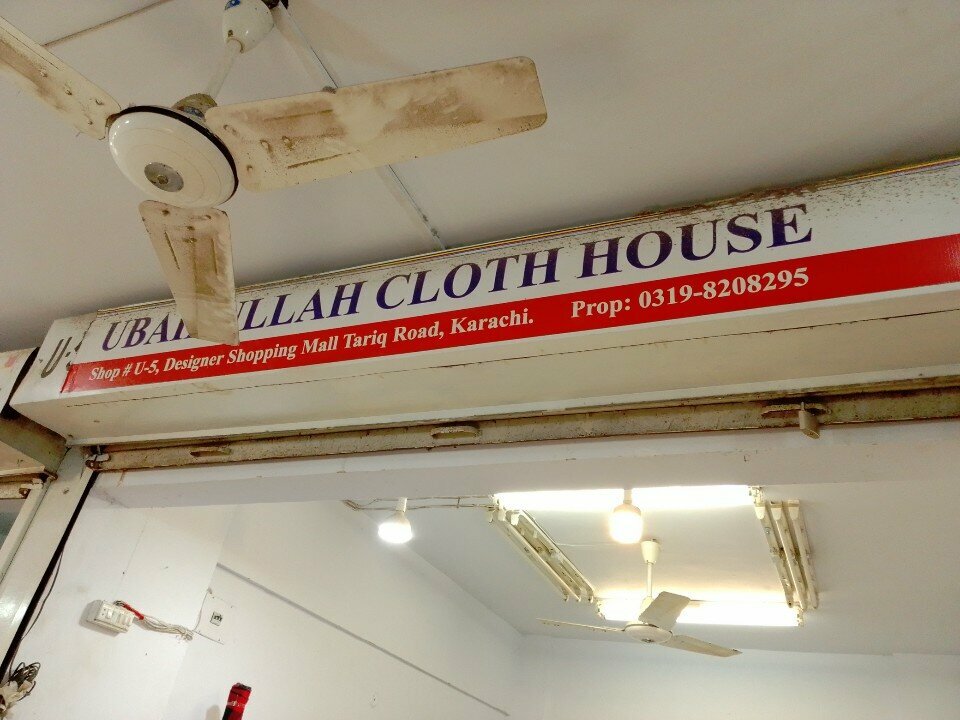 CLOTH HOUSE
Shop # U-5, Designer Shopping Mall Tariq Road, Karachi. Prop: 0319-8208295